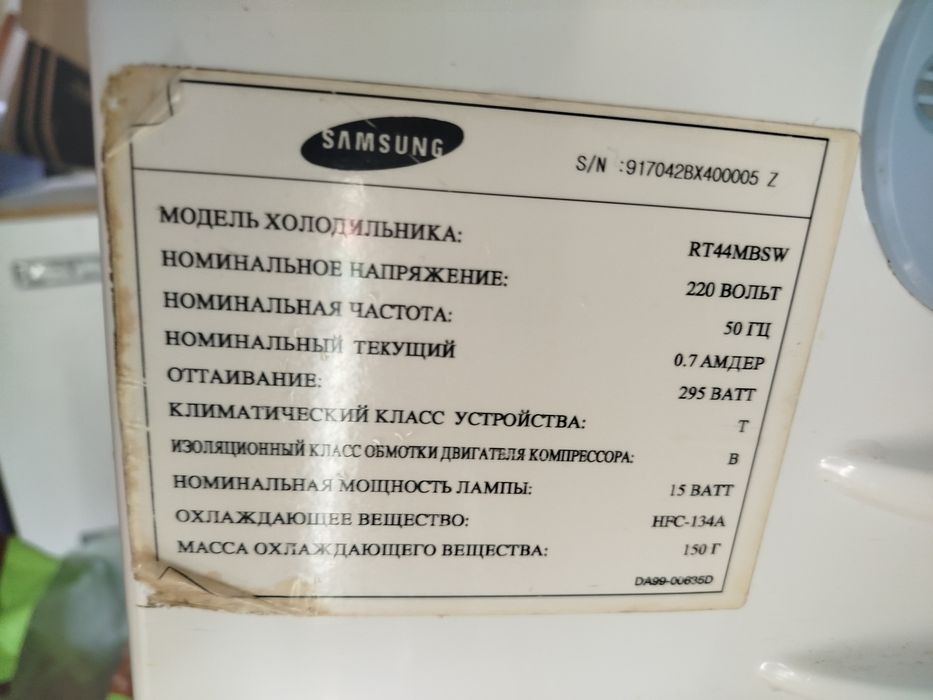 SAMSUNG
S/N :917042BX400005 Z
МОДЕЛЬ ХОЛОДИЛЬНИКА: RT44MBSW
НОМИНАЛЬНОЕ НАПРЯЖЕНИЕ: 220 ВОЛЬТ
НОМИНАЛЬНАЯ ЧАСТОТА: 50 ГЦ
НОМИНАЛЬНЫЙ ТЕКУЩИЙ 0.7 АМДЕР
ОТТАИВАНИЕ: 295 ВАТТ
КЛИМАТИЧЕСКИЙ КЛАСС УСТРОЙСТВА: T
ИЗОЛЯЦИОННЫЙ КЛАСС ОБМОТКИ ДВИГАТЕЛЯ КОМПРЕССОРА: B
НОМИНАЛЬНАЯ МОЩНОСТЬ ЛАМПЫ: 15 ВАТТ
ОХЛАЖДАЮЩЕЕ ВЕЩЕСТВО: HFC-134A
МАССА ОХЛАЖДАЮЩЕГО ВЕЩЕСТВА: 150 Г
DA99-00635D